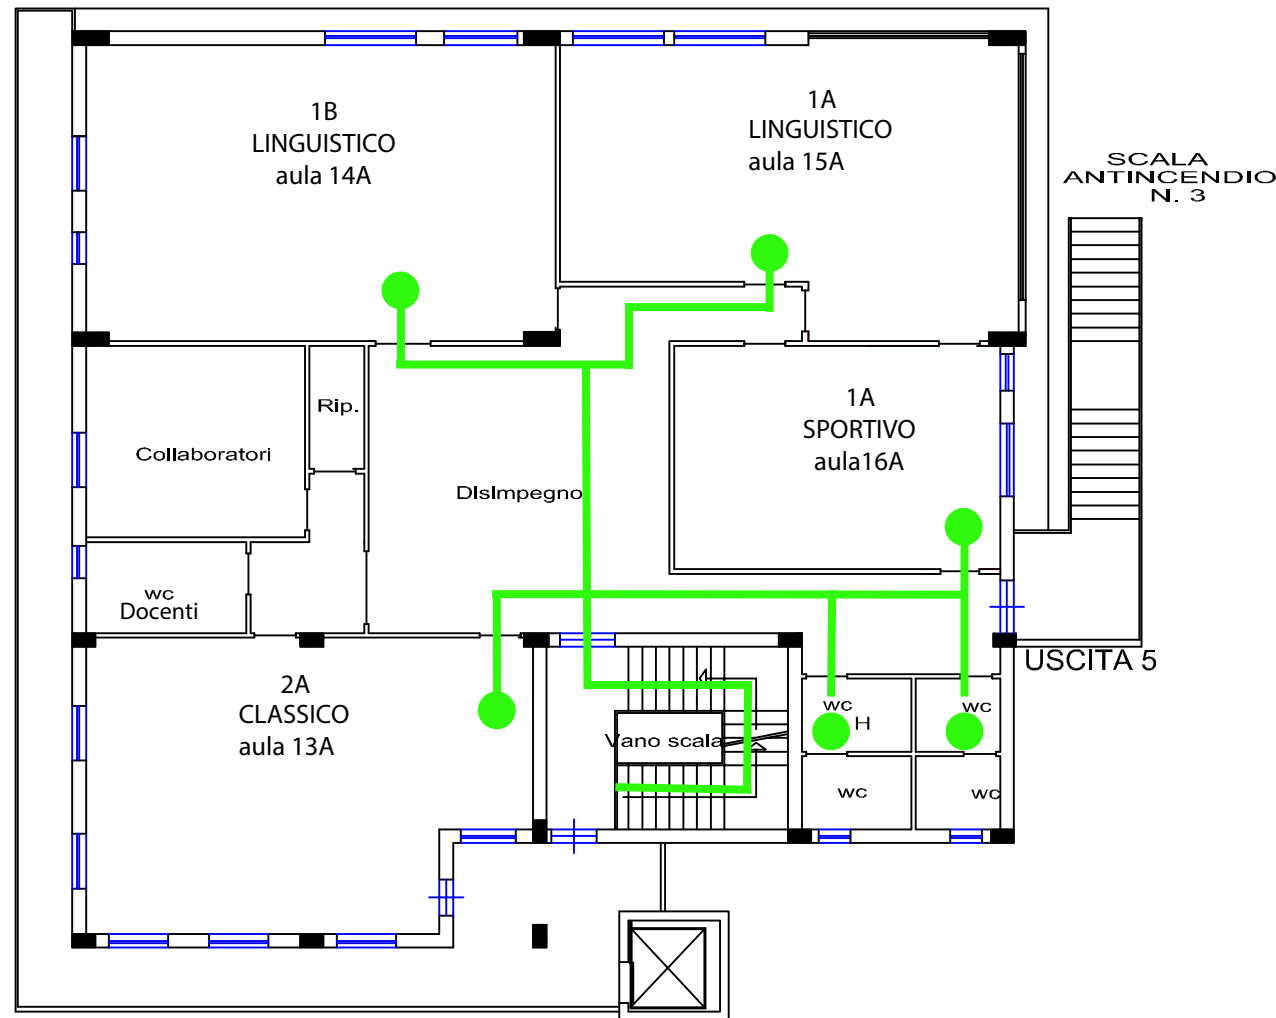 1B
LINGUISTICO
aula 14A
1A
LINGUISTICO
aula 15A
SCALA
ANTINCENDIO
N. 3
1A
SPORTIVO
aula16A
Rip.
Collaboratori
DIsImpegno
wc
Docenti
USCITA 5
2A
CLASSICO
aula 13A
wc
H
wc
Vano scala
wc
wc